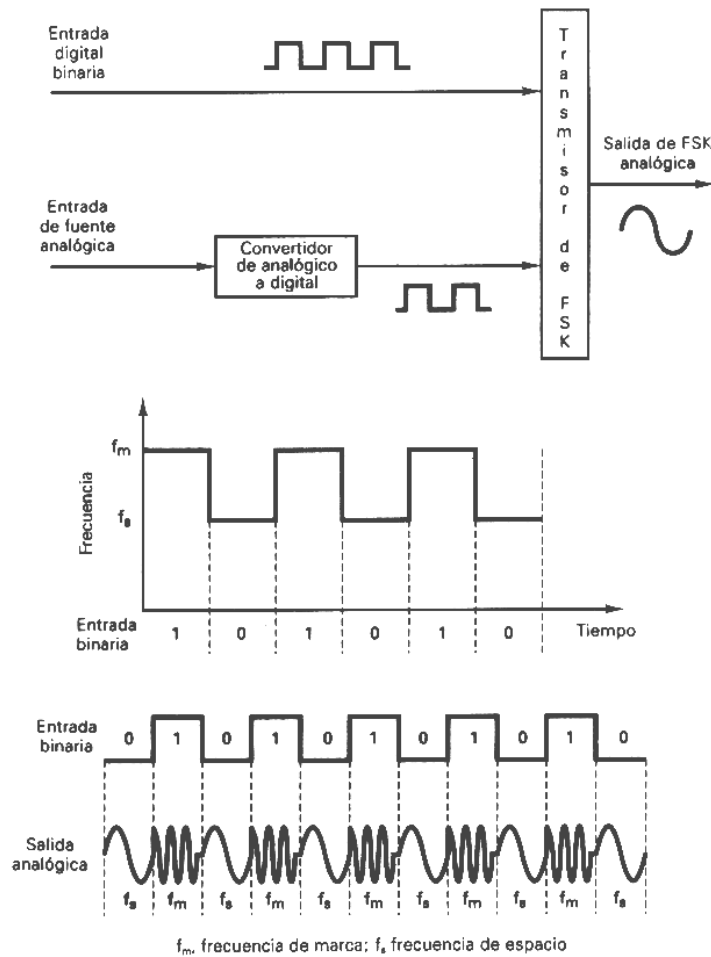 Entrada
digital
binaria
Transmisor de FSK
Salida de FSK
analógica
Entrada
de fuente
analógica
Convertidor
de analógico
a digital
Frecuencia
fm
fs
Entrada
binaria
1 0 1 0 1 0
Tiempo
Entrada
binaria
0 1 0 1 0 1 0 1 0 1 0
Salida
analógica
fs fm fs fm fs fm fs fm fs fm fs
fm, frecuencia de marca; fs frecuencia de espacio